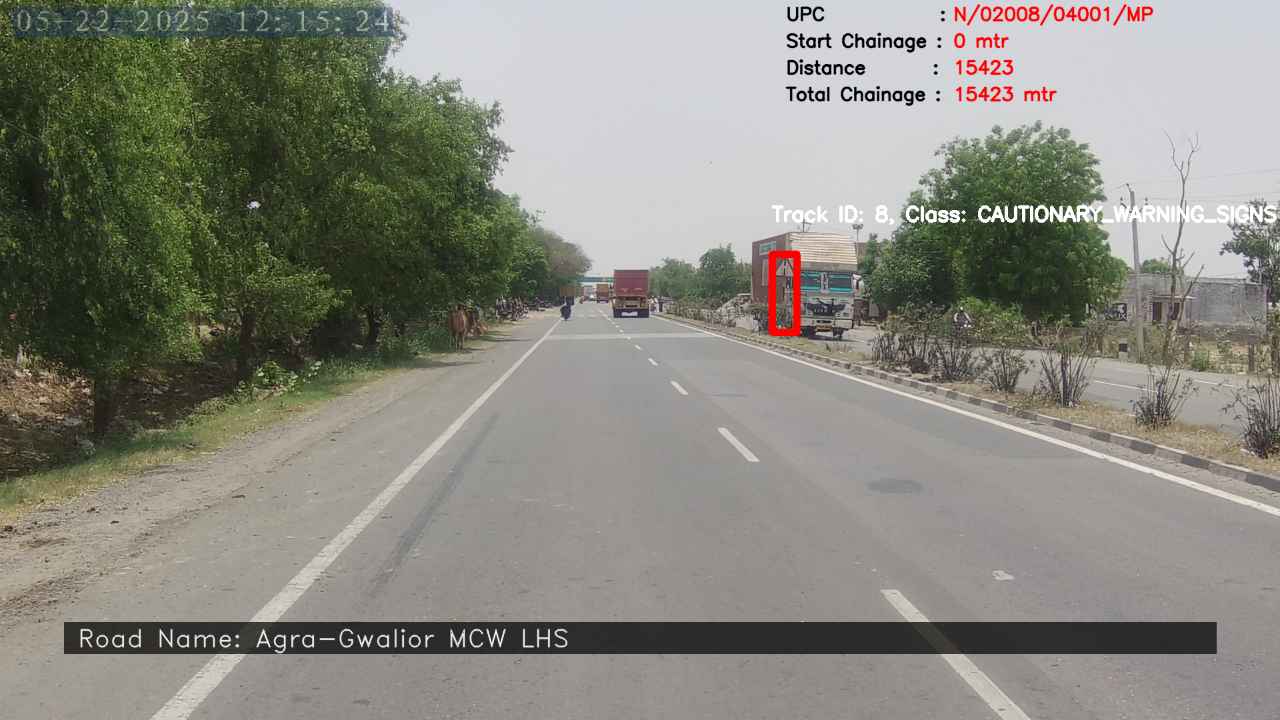 05-22-2025 12:15:24
UPC : N/02008/04001/MP
Start Chainage : 0 mtr
Distance : 15423
Total Chainage : 15423 mtr
Track ID: 8, Class: CAUTIONARY_WARNING_SIGNS
Road Name: Agra-Gwalior MCW LHS